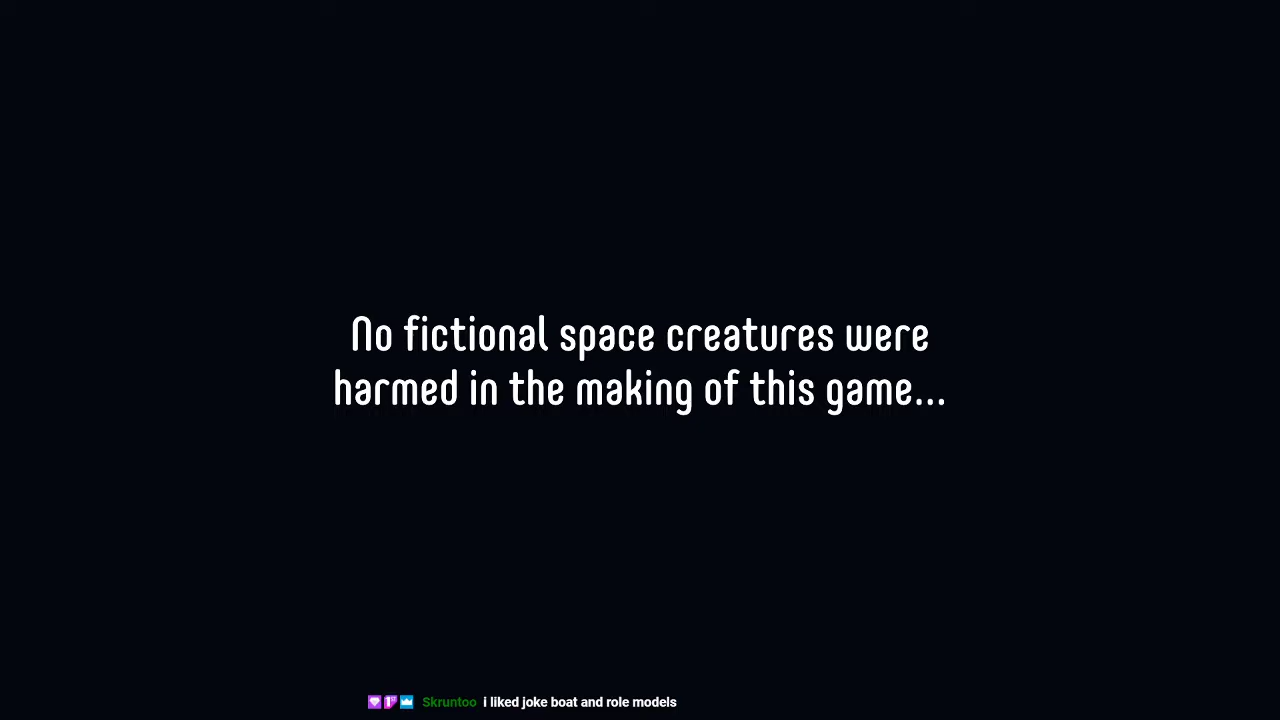 No fictional space creatures were
harmed in the making of this game...
Skruntoo i liked joke boat and role models